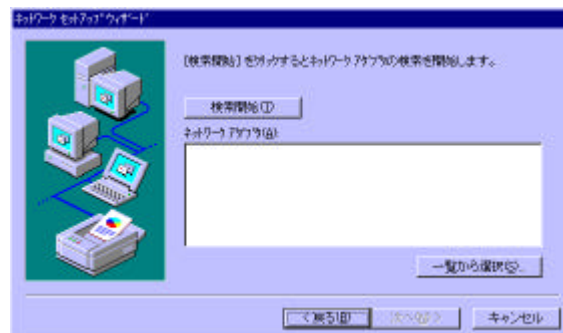 ネットワーク セットアップ ウィザード
[検索開始] をクリックするとネットワーク アダプタの検索を開始します。
検索開始(T)
ネットワーク アダプタ(A):
一覧から選択(S)...
< 戻る(B)
次へ(N) >
キャンセル